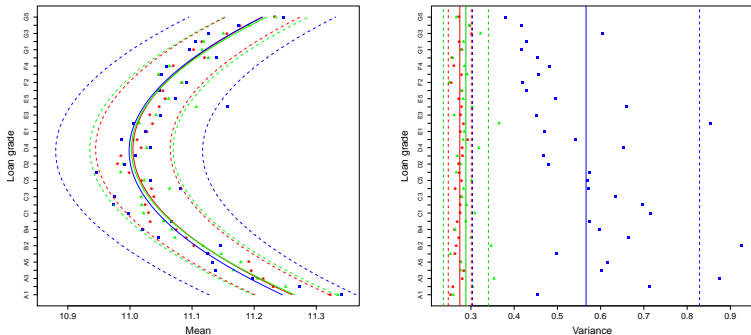 G5
G3
G1
F4
F2
E5
E3
E1
D4
D2
C5
C3
C1
B4
B2
A5
A3
A1
Loan grade
10.9
11.0
11.1
11.2
11.3
Mean
G5
G3
G1
F4
F2
E5
E3
E1
D4
D2
C5
C3
C1
B4
B2
A5
A3
A1
Loan grade
0.3
0.4
0.5
0.6
0.7
0.8
0.9
Variance